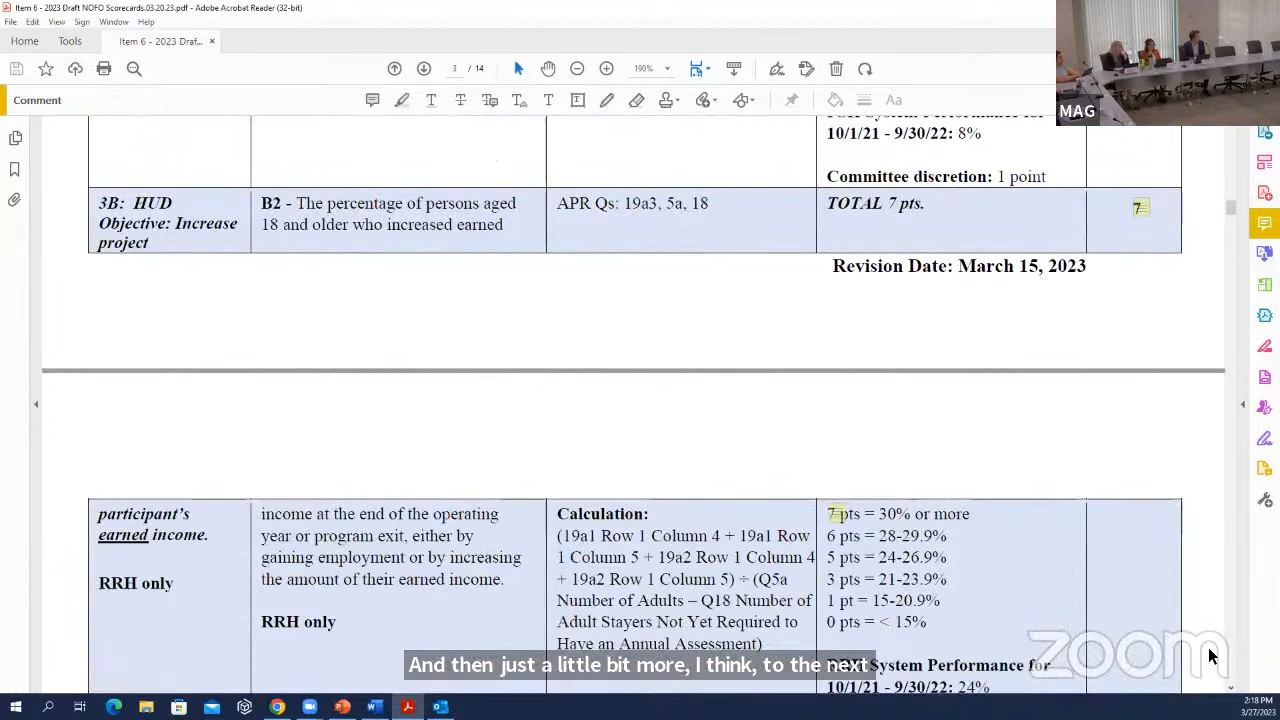 Item 6 - 2023 Draft NOFO Scorecards.03.20.23.pdf - Adobe Acrobat Reader (32-bit)
File Edit View Sign Window Help
Home Tools Item 6 - 2023 Draf... ×
3 / 14 190%
Comment
MAG
10/1/21 - 9/30/22: 8%
Committee discretion: 1 point
3B: HUD
Objective: Increase
project
B2 - The percentage of persons aged
18 and older who increased earned
APR Qs: 19a3, 5a, 18
TOTAL 7 pts.
7
Revision Date: March 15, 2023
participant's
earned income.
RRH only
income at the end of the operating
year or program exit, either by
gaining employment or by increasing
the amount of their earned income.
RRH only
Calculation:
(19a1 Row 1 Column 4 + 19a1 Row
1 Column 5 + 19a2 Row 1 Column 4
+ 19a2 Row 1 Column 5) ÷ (Q5a
Number of Adults – Q18 Number of
Adult Stayers Not Yet Required to
Have an Annual Assessment)
7 pts = 30% or more
6 pts = 28-29.9%
5 pts = 24-26.9%
3 pts = 21-23.9%
1 pt = 15-20.9%
0 pts = < 15%
System Performance for
10/1/21 - 9/30/22: 24%
And then just a little bit more, I think, to the next
zoom
2:18 PM
3/27/2023